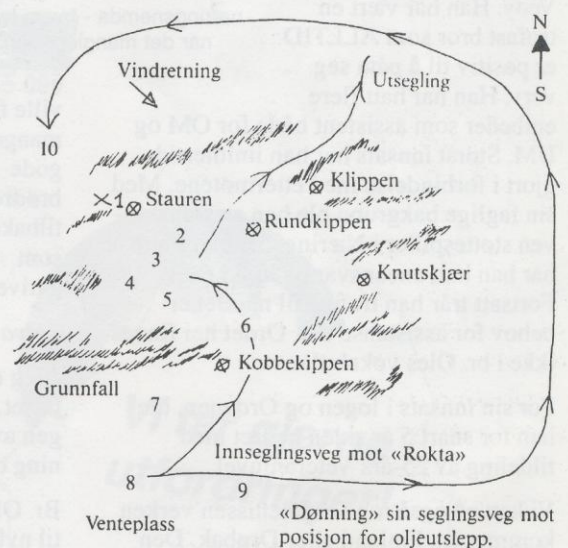 N
S
Vindretning
Utsegling
10
Klippen
×1 Stauren
2
Rundkippen
3
4
Knutskjær
5
6
Kobbekippen
Grunnfall
7
Innseglingsveg mot «Rokta»
8
9
Venteplass
«Dønning» sin seglingsveg mot
posisjon for oljeutslepp.